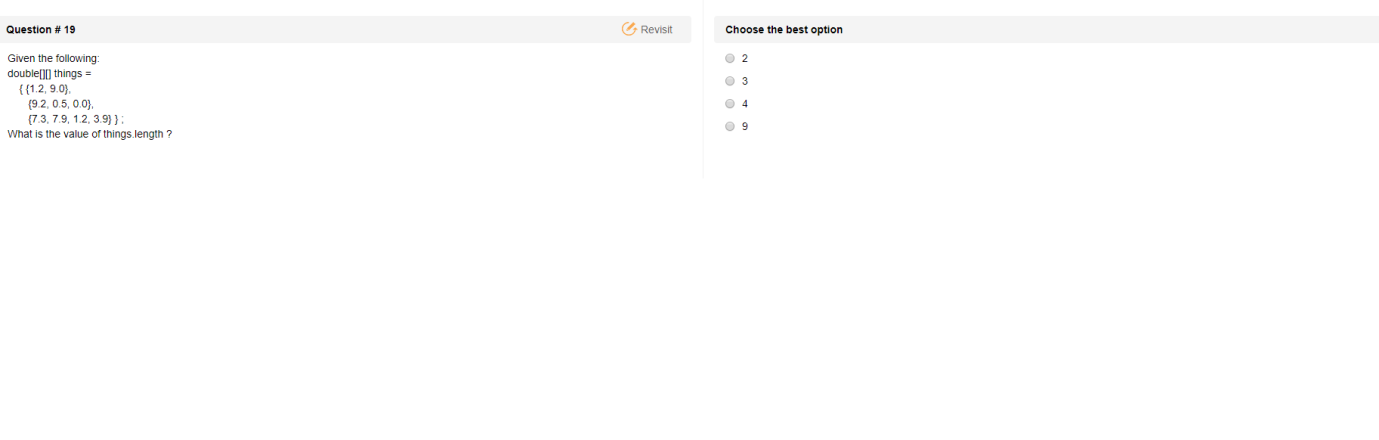 Question # 19
Revisit
Given the following:
double[][] things =
{ {1.2, 9.0},
{9.2, 0.5, 0.0},
{7.3, 7.9, 1.2, 3.9} } ;
What is the value of things.length ?
Choose the best option
2
3
4
9